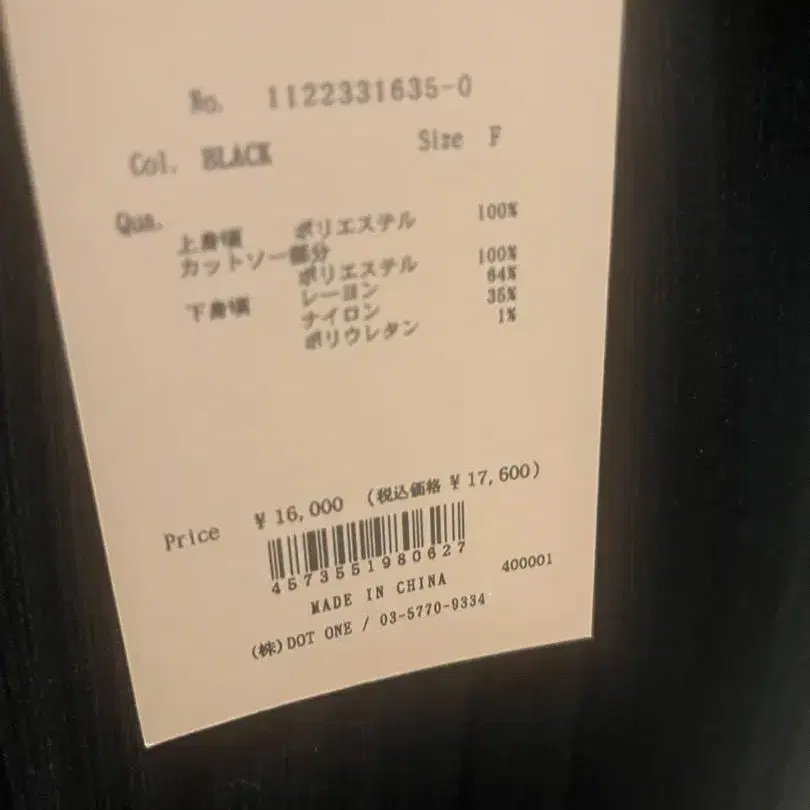 No. 1122331635-0
Col. BLACK Size F
Qua.
上身頃 ポリエステル 100%
カットソー部分
ポリエステル 100%
下身頃 レーヨン 64%
ナイロン 35%
ポリウレタン 1%
Price ¥16,000 (税込価格 ¥17,600)
4573551980627
MADE IN CHINA 400001
(株)DOT ONE / 03-5770-9334